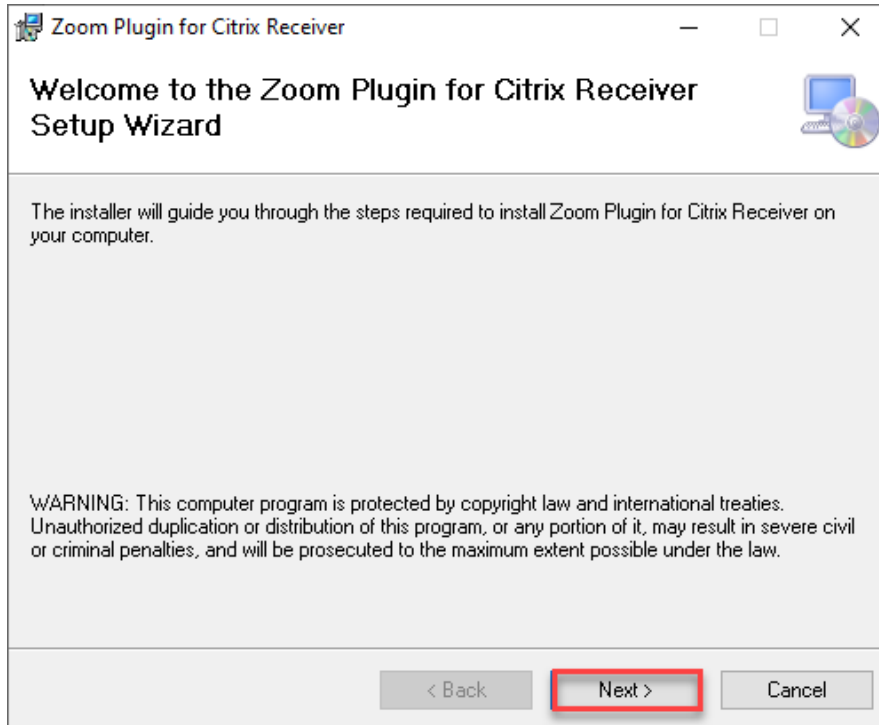 Zoom Plugin for Citrix Receiver
Welcome to the Zoom Plugin for Citrix Receiver
Setup Wizard
The installer will guide you through the steps required to install Zoom Plugin for Citrix Receiver on
your computer.
WARNING: This computer program is protected by copyright law and international treaties.
Unauthorized duplication or distribution of this program, or any portion of it, may result in severe civil
or criminal penalties, and will be prosecuted to the maximum extent possible under the law.
< Back Next > Cancel